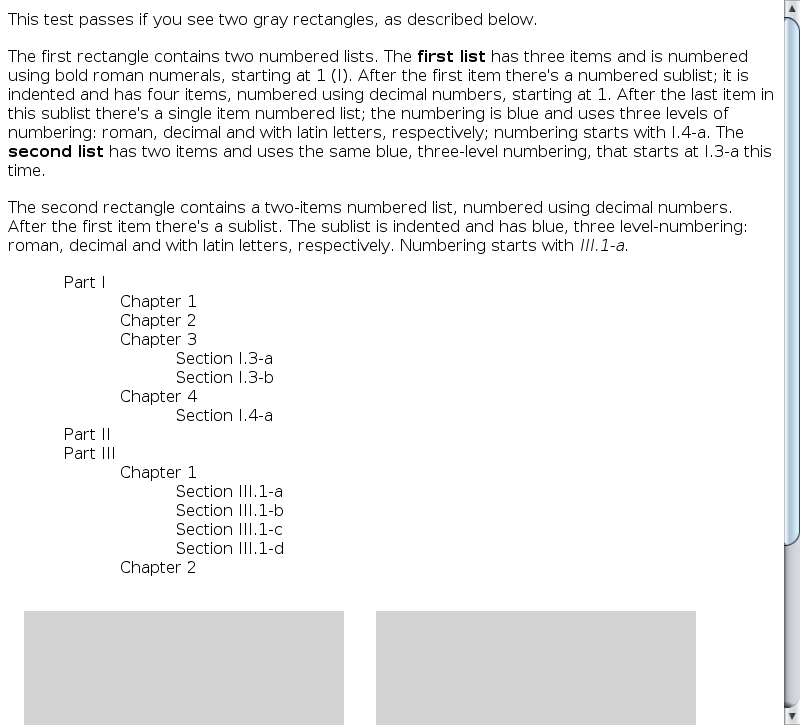 This test passes if you see two gray rectangles, as described below.
The first rectangle contains two numbered lists. The first list has three items and is numbered
using bold roman numerals, starting at 1 (I). After the first item there's a numbered sublist; it is
indented and has four items, numbered using decimal numbers, starting at 1. After the last item in
this sublist there's a single item numbered list; the numbering is blue and uses three levels of
numbering: roman, decimal and with latin letters, respectively; numbering starts with I.4-a. The
second list has two items and uses the same blue, three-level numbering, that starts at I.3-a this
time.
The second rectangle contains a two-items numbered list, numbered using decimal numbers.
After the first item there's a sublist. The sublist is indented and has blue, three level-numbering:
roman, decimal and with latin letters, respectively. Numbering starts with III.1-a.
Part I
Chapter 1
Chapter 2
Chapter 3
Section I.3-a
Section I.3-b
Chapter 4
Section I.4-a
Part II
Part III
Chapter 1
Section III.1-a
Section III.1-b
Section III.1-c
Section III.1-d
Chapter 2